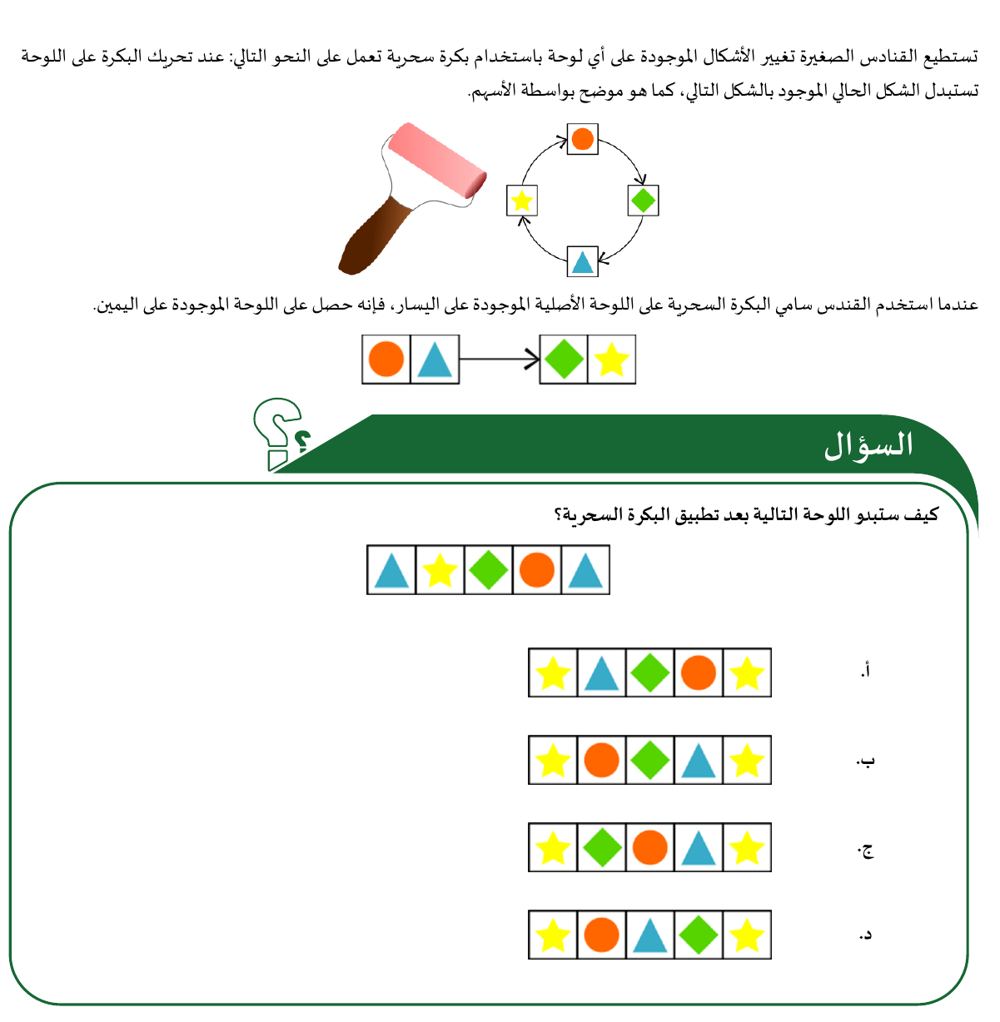 تستطيع القنادس الصغيرة تغيير الأشكال الموجودة على أي لوحة باستخدام بكرة سحرية تعمل على النحو التالي: عند تحريك البكرة على اللوحة
تستبدل الشكل الحالي الموجود بالشكل التالي، كما هو موضح بواسطة الأسهم.
عندما استخدم القندس سامي البكرة السحرية على اللوحة الأصلية الموجودة على اليسار، فإنه حصل على اللوحة الموجودة على اليمين.
؟؟
السؤال
كيف ستبدو اللوحة التالية بعد تطبيق البكرة السحرية؟
أ.
ب.
ج.
د.